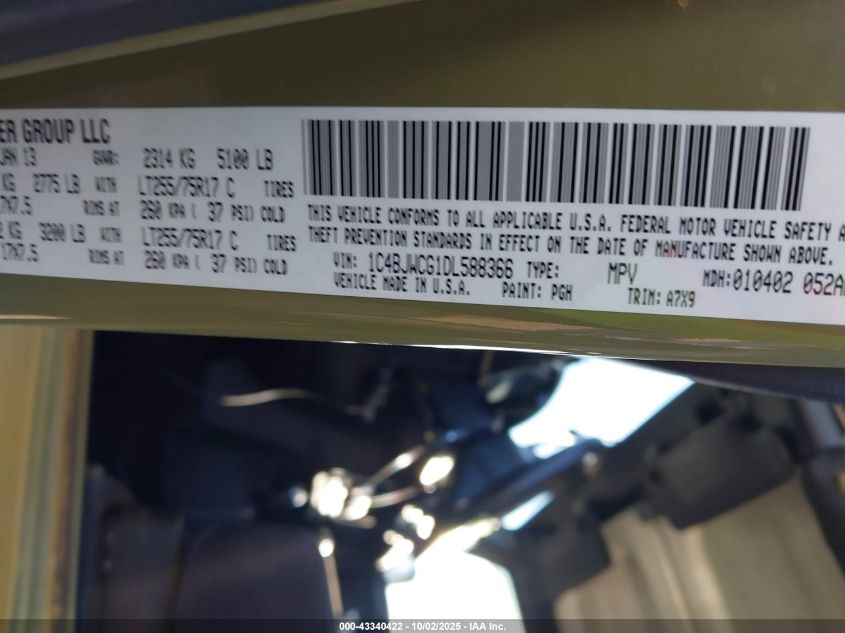 ER GROUP LLC
JAN 13 GVWR: 2314 KG 5100 LB
KG 2775 LB WITH LT255/75R17 C TIRES
17X7.5 RIMS AT 260 KPA ( 37 PSI) COLD
KG 3200 LB WITH LT255/75R17 C TIRES
17X7.5 RIMS AT 260 KPA ( 37 PSI) COLD
THIS VEHICLE CONFORMS TO ALL APPLICABLE U.S.A. FEDERAL MOTOR VEHICLE SAFETY A
THEFT PREVENTION STANDARDS IN EFFECT ON THE DATE OF MANUFACTURE SHOWN ABOVE.
VIN: 1C4BJWCG1DL588366 TYPE: MPV MDH:010402 052A
VEHICLE MADE IN U.S.A. PAINT: PGH TRIM: A7X9
000-43340422 - 10/02/2025 - IAA Inc.